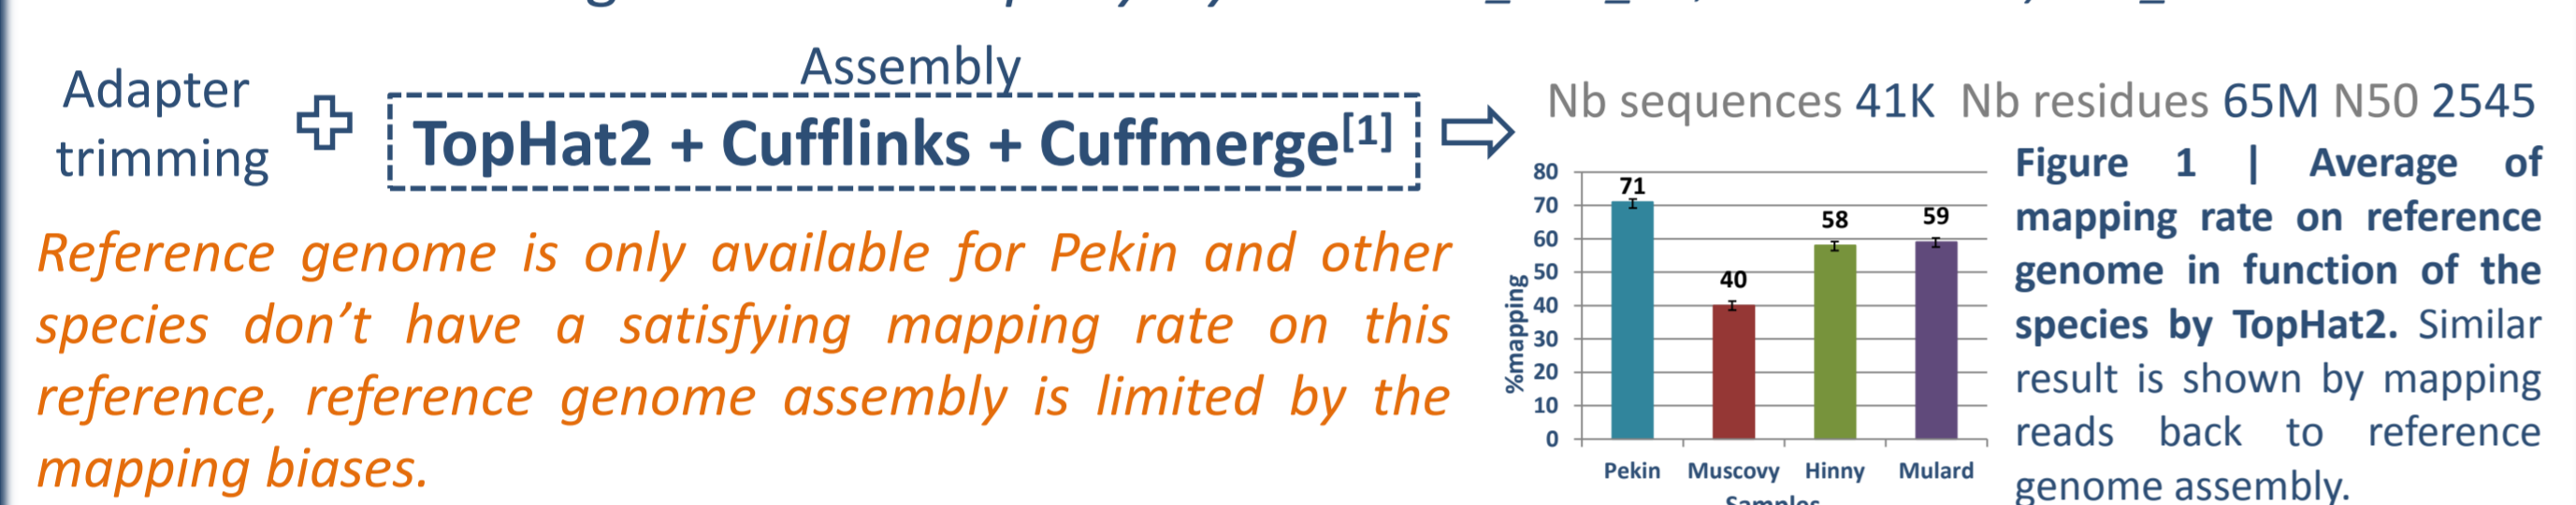 Adapter
trimming
Assembly
TopHat2 + Cufflinks + Cuffmerge[1]
Nb sequences 41K Nb residues 65M N50 2545
Reference genome is only available for Pekin and other
species don't have a satisfying mapping rate on this
reference, reference genome assembly is limited by the
mapping biases.
%mapping
80
70
60
50
40
30
20
10
0
71
40
58
59
Pekin Muscovy Hinny Mulard
Samples
Figure 1 | Average of
mapping rate on reference
genome in function of the
species by TopHat2. Similar
result is shown by mapping
reads back to reference
genome assembly.